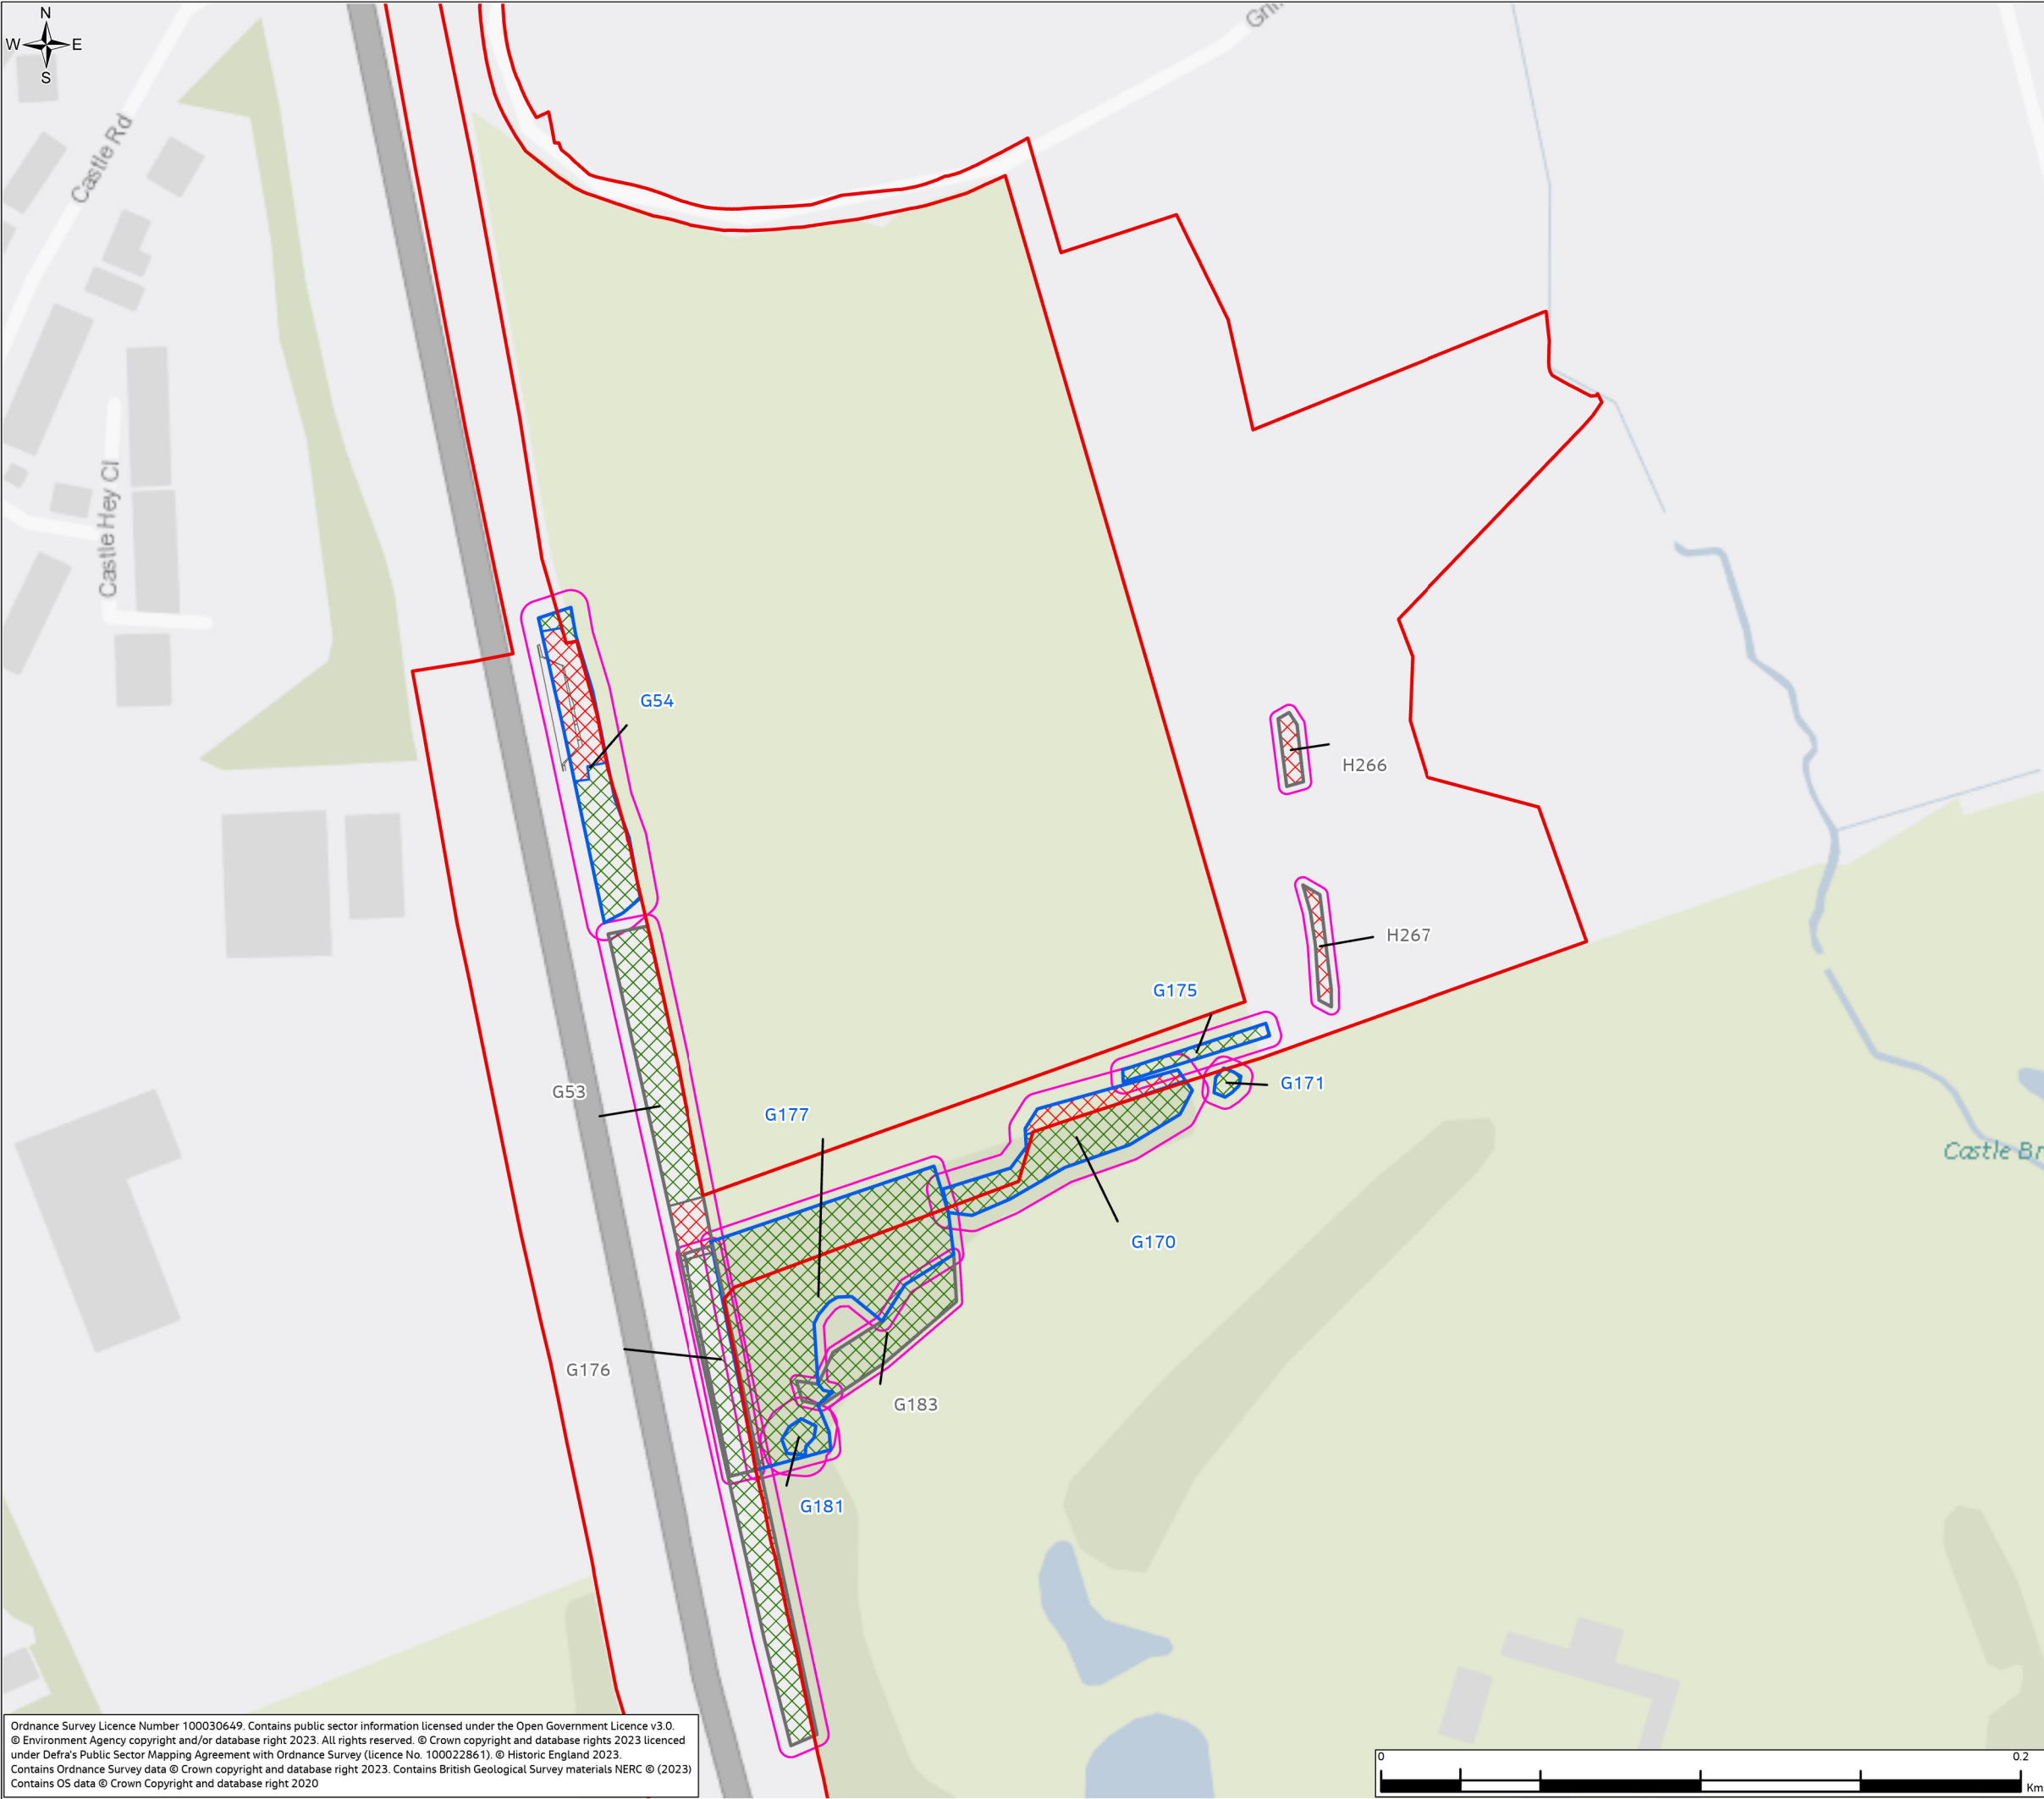 N
W E
S
Castle Rd
Castle Hey Cl
G54
H266
H267
G175
G53
G171
G177
Castle Br
G170
G176
G183
G181
Ordnance Survey Licence Number 100030649. Contains public sector information licensed under the Open Government Licence v3.0.
© Environment Agency copyright and/or database right 2023. All rights reserved. © Crown copyright and database rights 2023 licenced
under Defra's Public Sector Mapping Agreement with Ordnance Survey (licence No. 100022861). © Historic England 2023.
Contains Ordnance Survey data © Crown copyright and database right 2023. Contains British Geological Survey materials NERC © (2023)
Contains OS data © Crown Copyright and database right 2020
0 0.2
Km